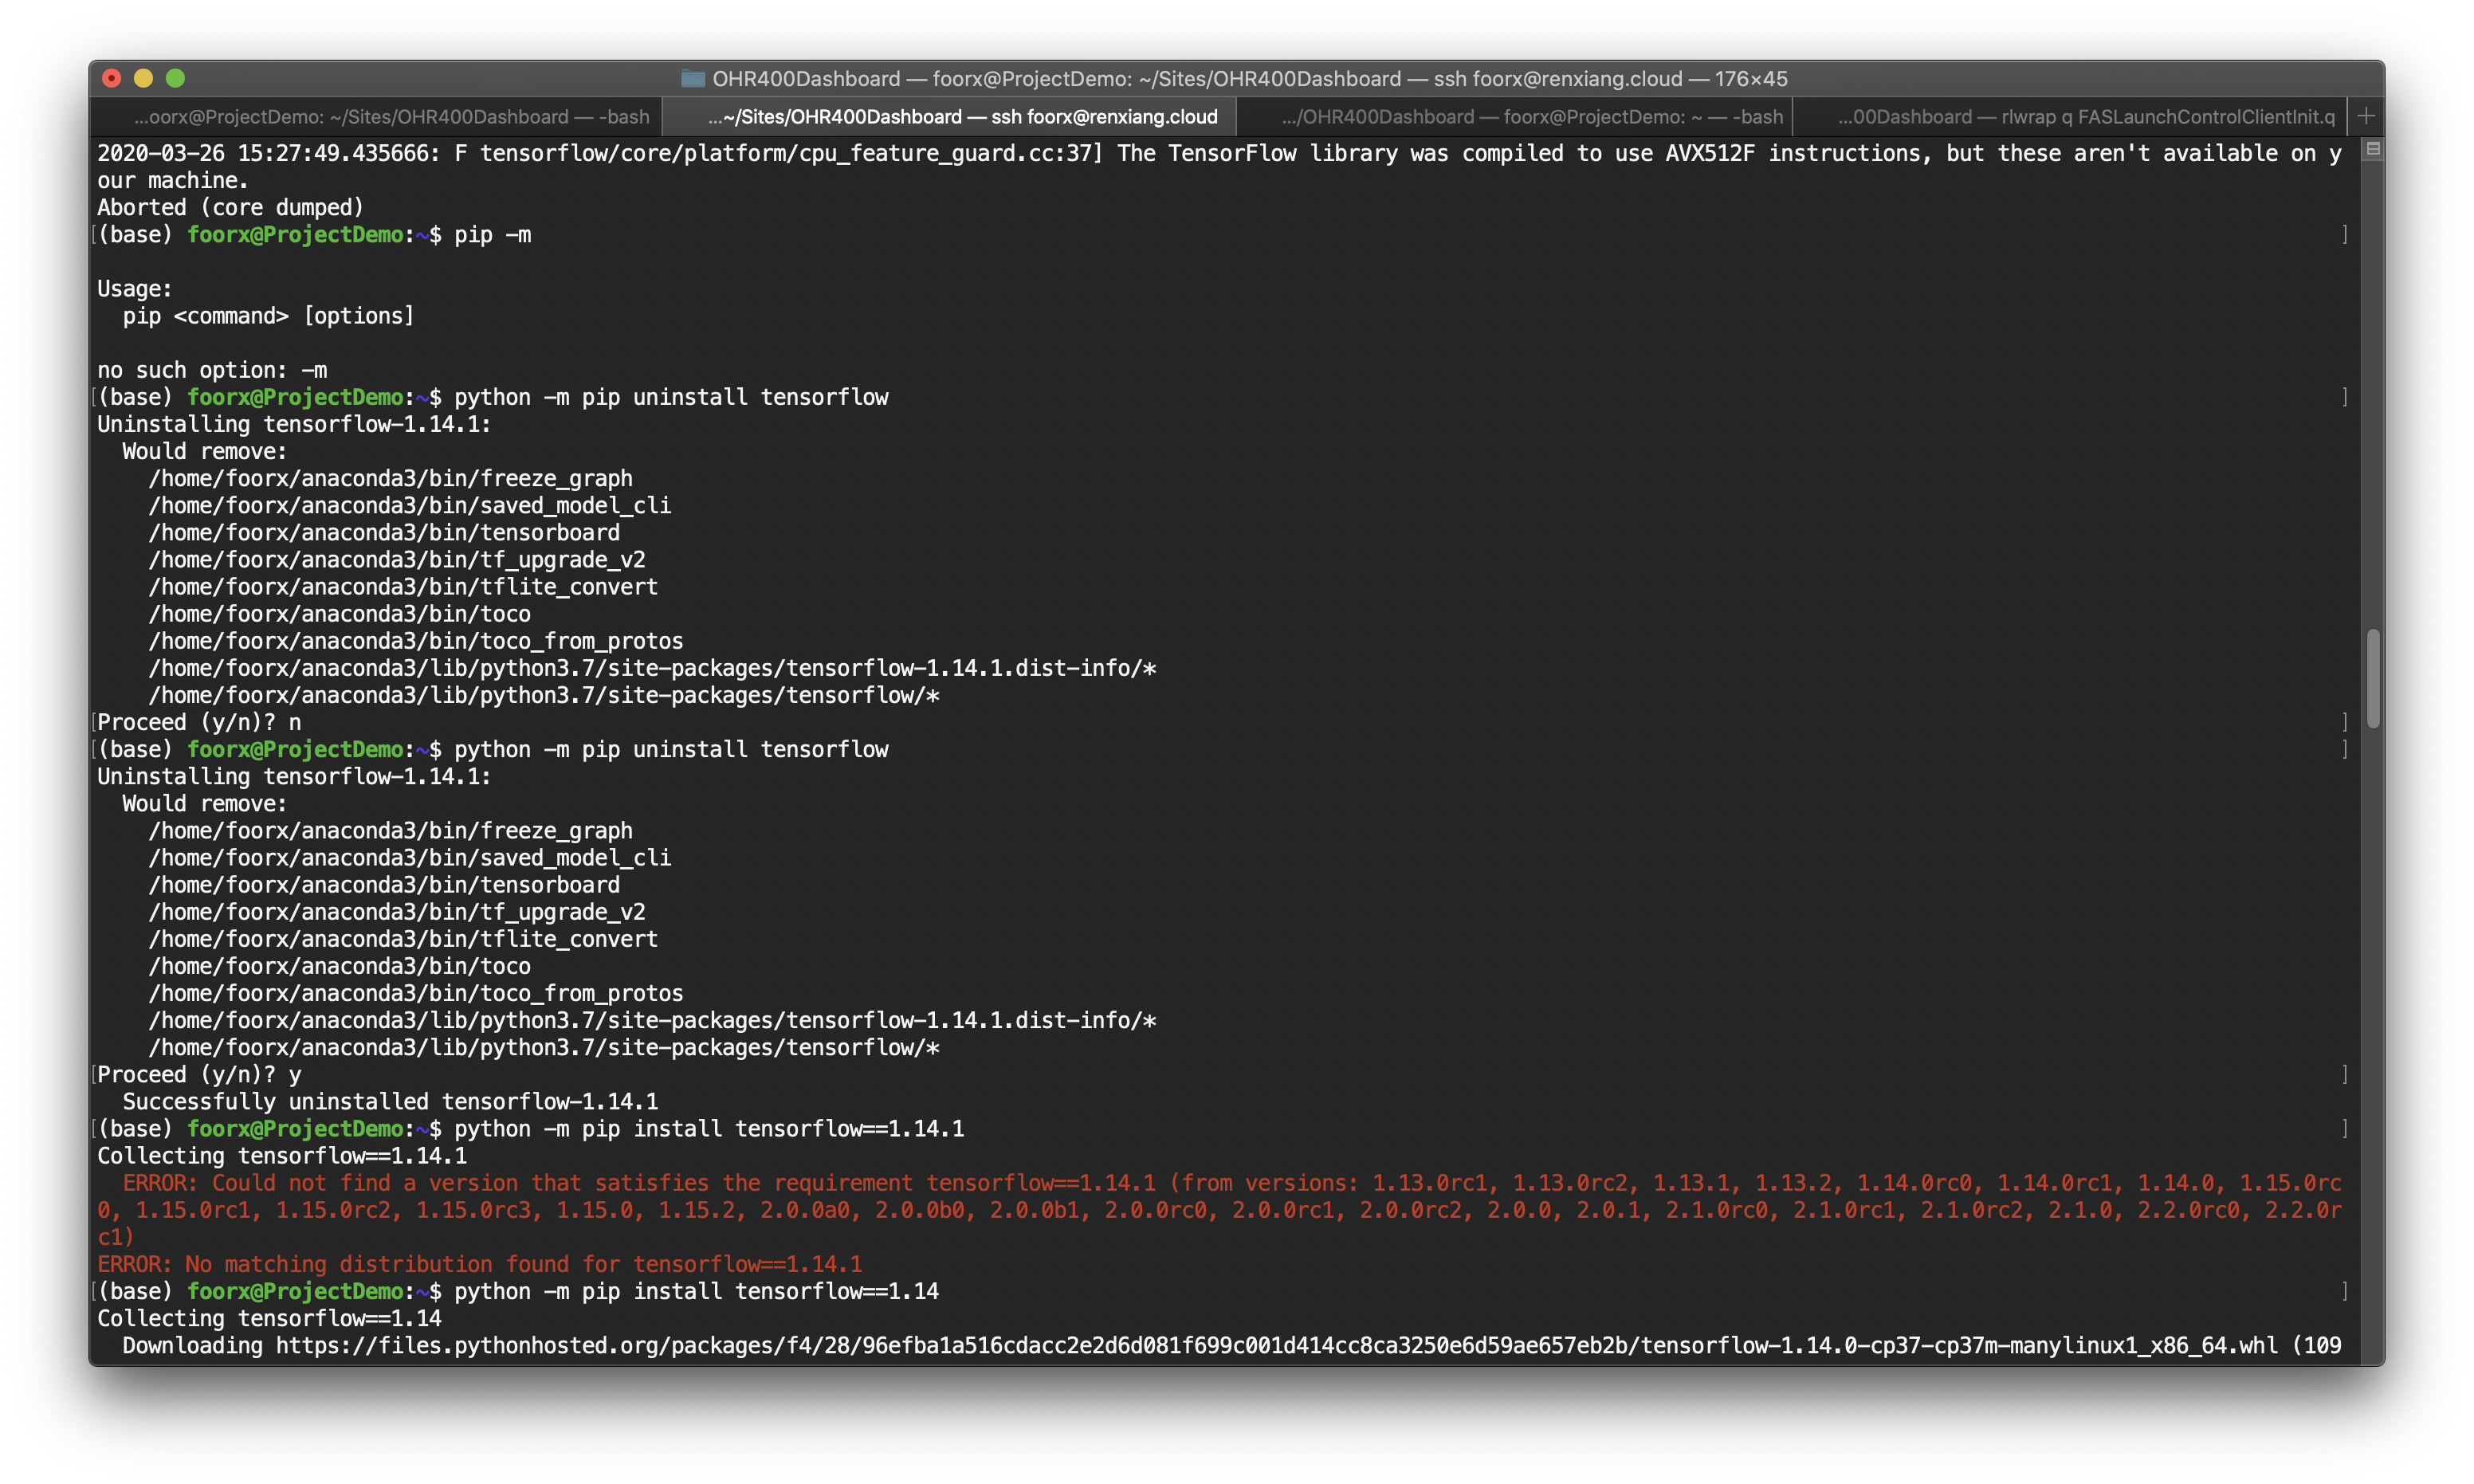 OHR400Dashboard — foorx@ProjectDemo: ~/Sites/OHR400Dashboard — ssh foorx@renxiang.cloud — 176×45
...oorx@ProjectDemo: ~/Sites/OHR400Dashboard — -bash
...~/Sites/OHR400Dashboard — ssh foorx@renxiang.cloud
.../OHR400Dashboard — foorx@ProjectDemo: ~ — -bash
...00Dashboard — rlwrap q FASLaunchControlClientInit.q
2020-03-26 15:27:49.435666: F tensorflow/core/platform/cpu_feature_guard.cc:37] The TensorFlow library was compiled to use AVX512F instructions, but these aren't available on y
our machine.
Aborted (core dumped)
[(base) foorx@ProjectDemo:~$ pip -m ]
Usage:
  pip <command> [options]
no such option: -m
[(base) foorx@ProjectDemo:~$ python -m pip uninstall tensorflow ]
Uninstalling tensorflow-1.14.1:
  Would remove:
    /home/foorx/anaconda3/bin/freeze_graph
    /home/foorx/anaconda3/bin/saved_model_cli
    /home/foorx/anaconda3/bin/tensorboard
    /home/foorx/anaconda3/bin/tf_upgrade_v2
    /home/foorx/anaconda3/bin/tflite_convert
    /home/foorx/anaconda3/bin/toco
    /home/foorx/anaconda3/bin/toco_from_protos
    /home/foorx/anaconda3/lib/python3.7/site-packages/tensorflow-1.14.1.dist-info/*
    /home/foorx/anaconda3/lib/python3.7/site-packages/tensorflow/*
[Proceed (y/n)? n ]
[(base) foorx@ProjectDemo:~$ python -m pip uninstall tensorflow ]
Uninstalling tensorflow-1.14.1:
  Would remove:
    /home/foorx/anaconda3/bin/freeze_graph
    /home/foorx/anaconda3/bin/saved_model_cli
    /home/foorx/anaconda3/bin/tensorboard
    /home/foorx/anaconda3/bin/tf_upgrade_v2
    /home/foorx/anaconda3/bin/tflite_convert
    /home/foorx/anaconda3/bin/toco
    /home/foorx/anaconda3/bin/toco_from_protos
    /home/foorx/anaconda3/lib/python3.7/site-packages/tensorflow-1.14.1.dist-info/*
    /home/foorx/anaconda3/lib/python3.7/site-packages/tensorflow/*
[Proceed (y/n)? y ]
  Successfully uninstalled tensorflow-1.14.1
[(base) foorx@ProjectDemo:~$ python -m pip install tensorflow==1.14.1 ]
Collecting tensorflow==1.14.1
  ERROR: Could not find a version that satisfies the requirement tensorflow==1.14.1 (from versions: 1.13.0rc1, 1.13.0rc2, 1.13.1, 1.13.2, 1.14.0rc0, 1.14.0rc1, 1.14.0, 1.15.0rc
0, 1.15.0rc1, 1.15.0rc2, 1.15.0rc3, 1.15.0, 1.15.2, 2.0.0a0, 2.0.0b0, 2.0.0b1, 2.0.0rc0, 2.0.0rc1, 2.0.0rc2, 2.0.0, 2.0.1, 2.1.0rc0, 2.1.0rc1, 2.1.0rc2, 2.1.0, 2.2.0rc0, 2.2.0r
c1)
ERROR: No matching distribution found for tensorflow==1.14.1
[(base) foorx@ProjectDemo:~$ python -m pip install tensorflow==1.14 ]
Collecting tensorflow==1.14
  Downloading https://files.pythonhosted.org/packages/f4/28/96efba1a516cdacc2e2d6d081f699c001d414cc8ca3250e6d59ae657eb2b/tensorflow-1.14.0-cp37-cp37m-manylinux1_x86_64.whl (109